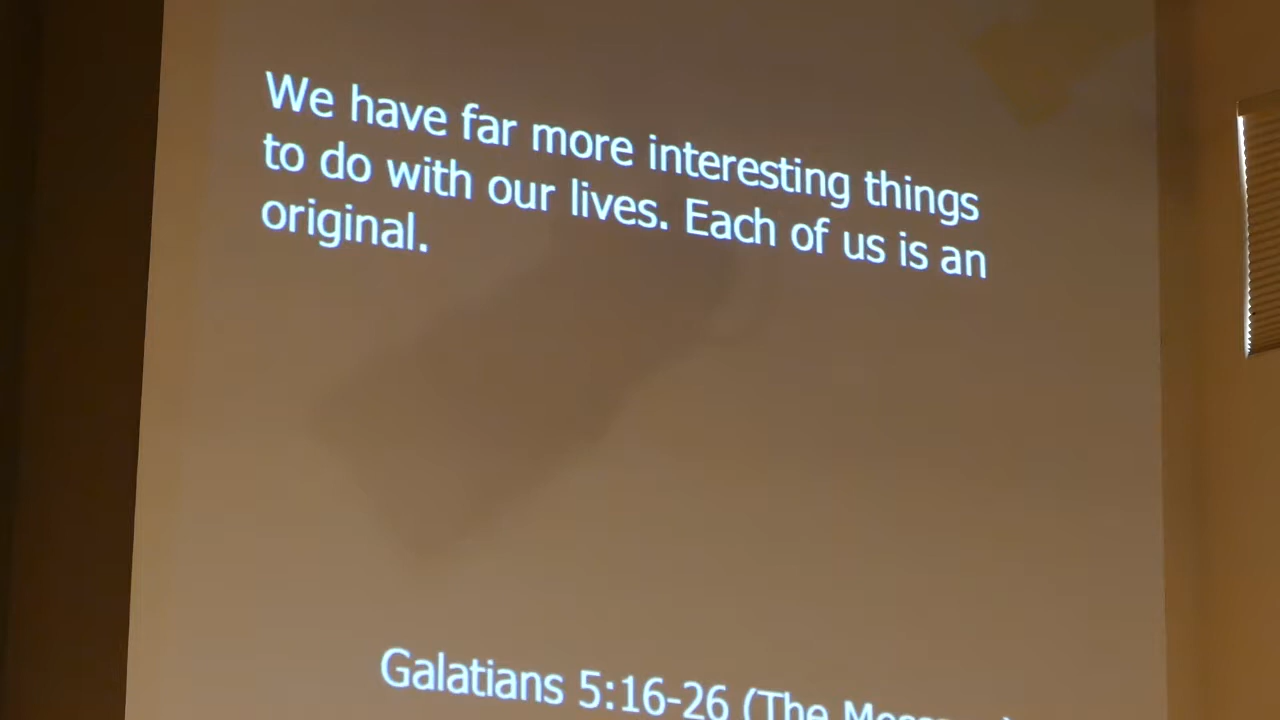 We have far more interesting things
to do with our lives. Each of us is an
original.
Galatians 5:16-26 (The